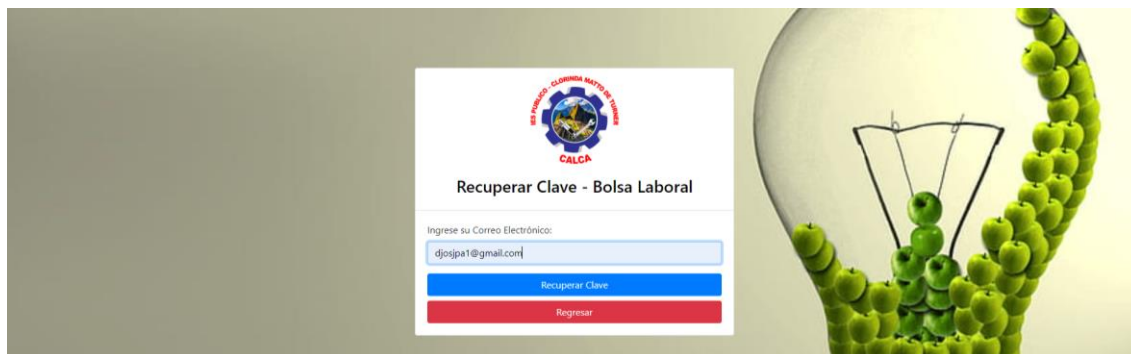 IES PUBLICO - CLORINDA MATTO DE TURNER
CALCA
Recuperar Clave - Bolsa Laboral
Ingrese su Correo Electrónico:
djosjpa1@gmail.com
Recuperar Clave
Regresar